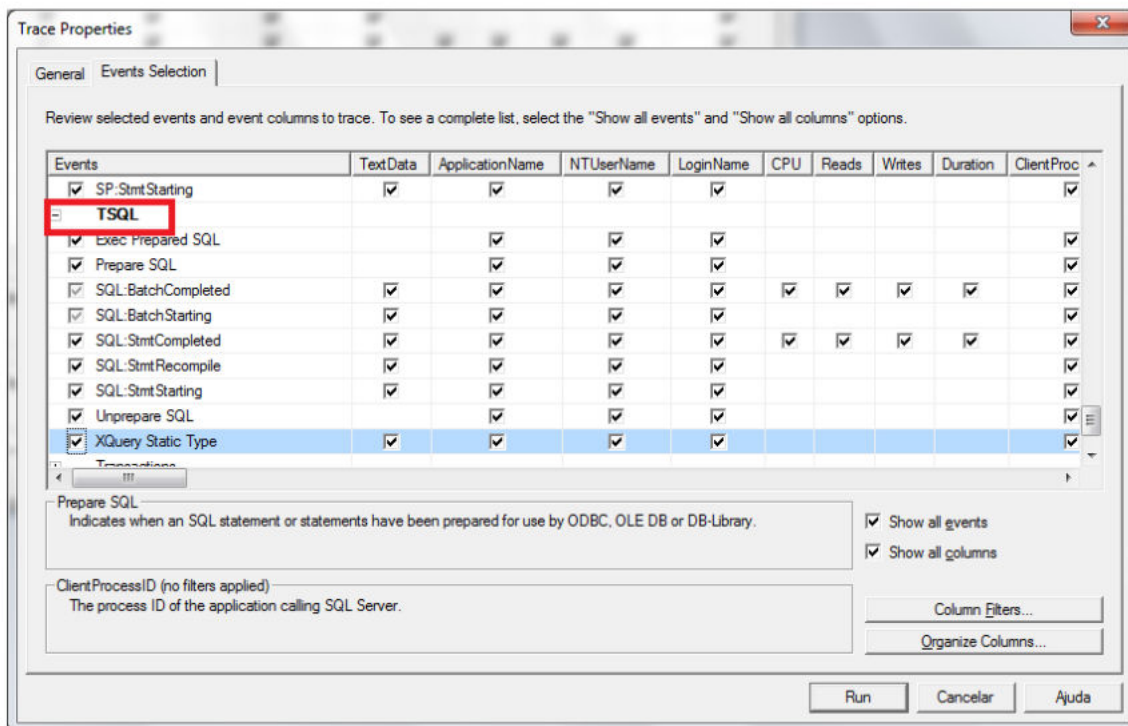 Trace Properties
General Events Selection
Review selected events and event columns to trace. To see a complete list, select the "Show all events" and "Show all columns" options.
Events TextData ApplicationName NTUserName LoginName CPU Reads Writes Duration ClientProc
SP:StmtStarting
TSQL
Exec Prepared SQL
Prepare SQL
SQL:BatchCompleted
SQL:BatchStarting
SQL:StmtCompleted
SQL:StmtRecompile
SQL:StmtStarting
Unprepare SQL
XQuery Static Type
Transactions
Prepare SQL
Indicates when an SQL statement or statements have been prepared for use by ODBC, OLE DB or DB-Library.
Show all events
Show all columns
ClientProcessID (no filters applied)
The process ID of the application calling SQL Server.
Column Filters...
Organize Columns...
Run Cancelar Ajuda